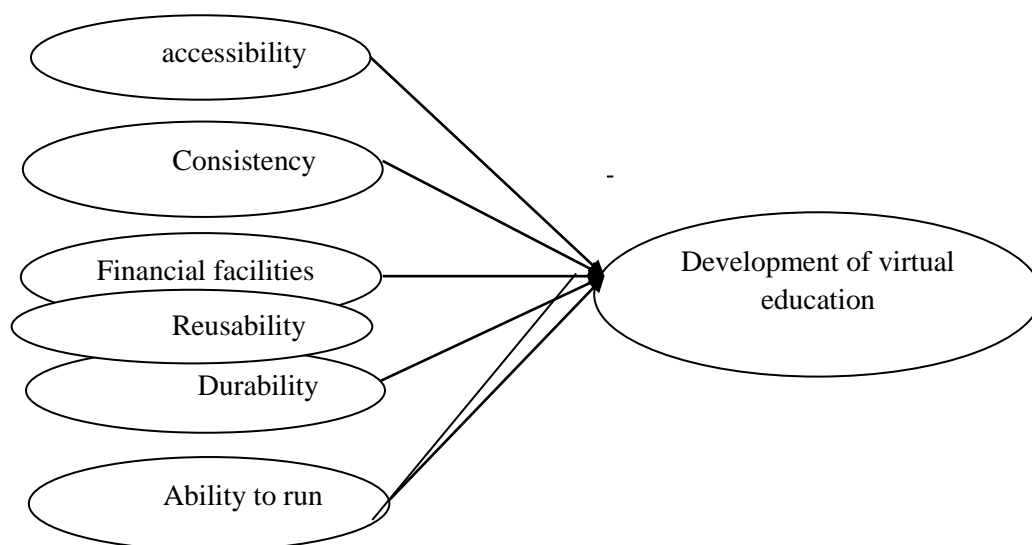 accessibility
Consistency
-
Financial facilities
Reusability
Durability
Ability to run
Development of virtual
education